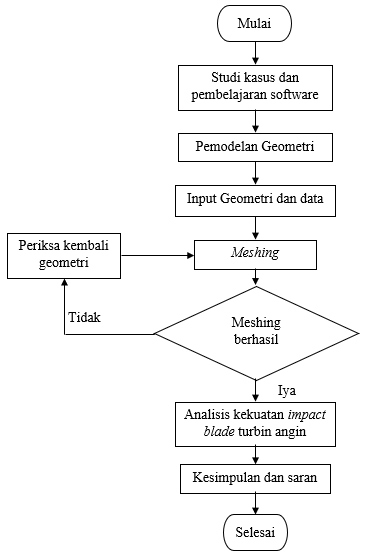 Mulai
Studi kasus dan
pembelajaran software
Pemodelan Geometri
Input Geometri dan data
Periksa kembali
geometri
Meshing
Tidak
Meshing
berhasil
Iya
Analisis kekuatan impact
blade turbin angin
Kesimpulan dan saran
Selesai